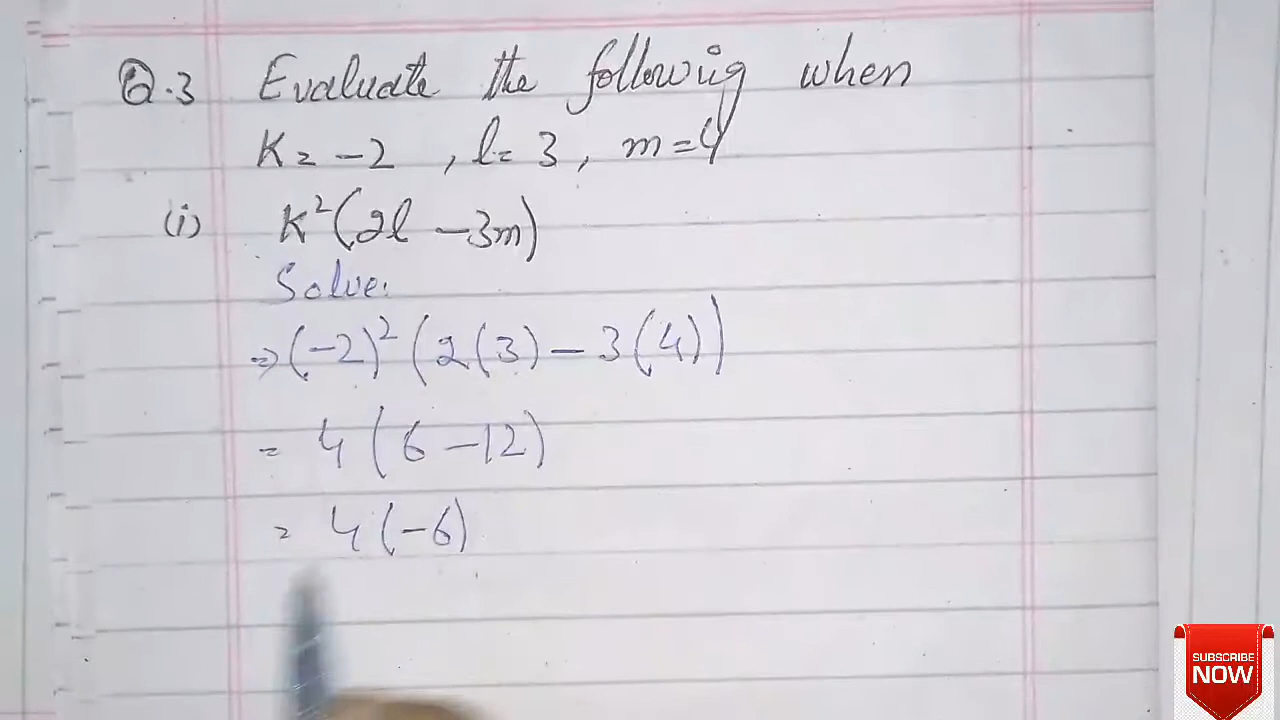 Q.3 Evaluate the following when
K= -2 , l= 3 , m=4
(i) K²(2l -3m)
Solve:
=> (-2)² (2(3) - 3(4))
= 4 (6 -12)
= 4 (-6)
SUBSCRIBE
NOW